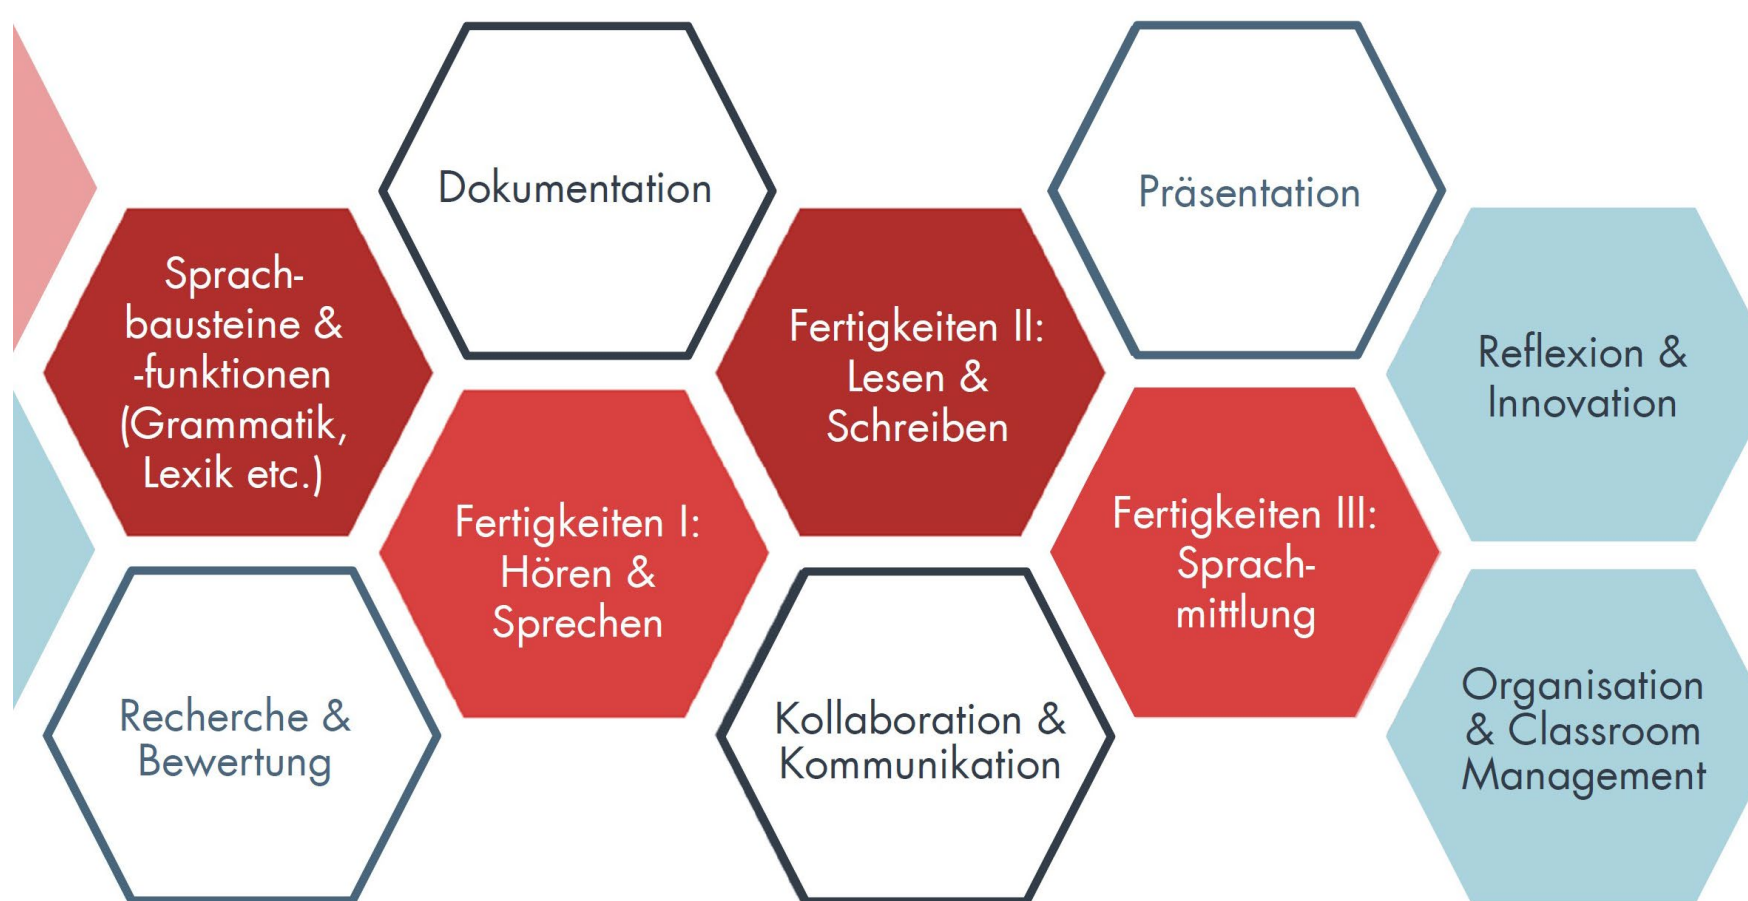 Dokumentation
Präsentation
Sprach-
bausteine &
-funktionen
(Grammatik,
Lexik etc.)
Fertigkeiten II:
Lesen &
Schreiben
Reflexion &
Innovation
Fertigkeiten I:
Hören &
Sprechen
Fertigkeiten III:
Sprach-
mittlung
Recherche &
Bewertung
Kollaboration &
Kommunikation
Organisation
& Classroom
Management